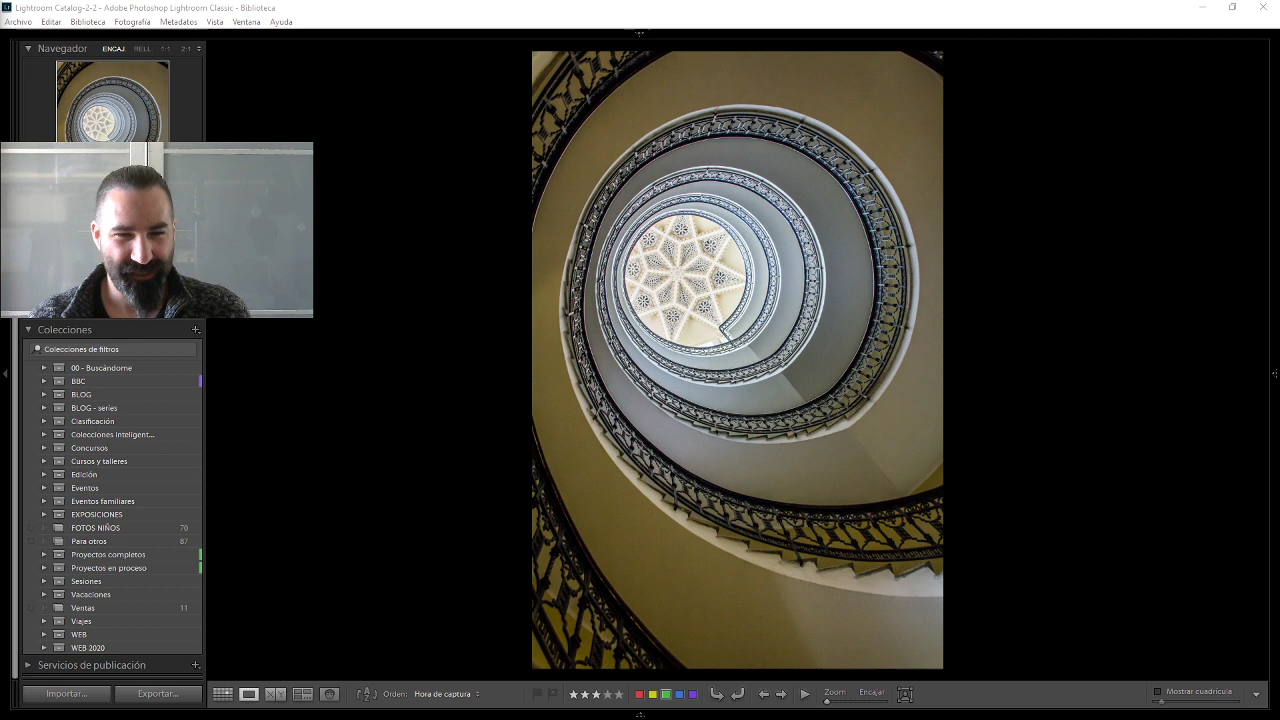 Lightroom Catalog-2-2 - Adobe Photoshop Lightroom Classic - Biblioteca
Archivo Editar Biblioteca Fotografía Metadatos Vista Ventana Ayuda
Navegador ENCAJ. RELL 1:1 2:1
Colecciones
Colecciones de filtros
00 - Buscándome
BBC
BLOG
BLOG - series
Clasificación
Colecciones inteligent...
Concursos
Cursos y talleres
Edición
Eventos
Eventos familiares
EXPOSICIONES
FOTOS NIÑOS 70
Para otros 87
Proyectos completos
Proyectos en proceso
Sesiones
Vacaciones
Ventas 11
Viajes
WEB
WEB 2020
Servicios de publicación
Importar... Exportar... Orden: Hora de captura Zoom Encajar Mostrar cuadrícula